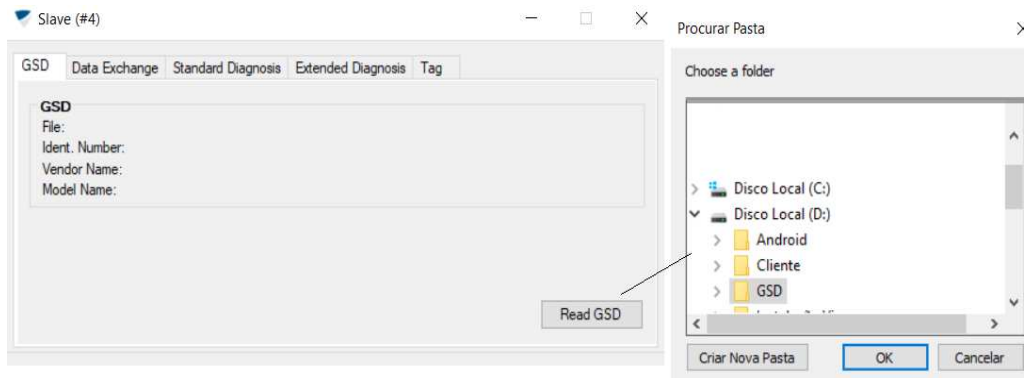 Slave (#4)
GSD
Data Exchange
Standard Diagnosis
Extended Diagnosis
Tag
GSD
File:
Ident. Number:
Vendor Name:
Model Name:
Read GSD
Procurar Pasta
Choose a folder
Disco Local (C:)
Disco Local (D:)
Android
Cliente
GSD
Criar Nova Pasta
OK
Cancelar